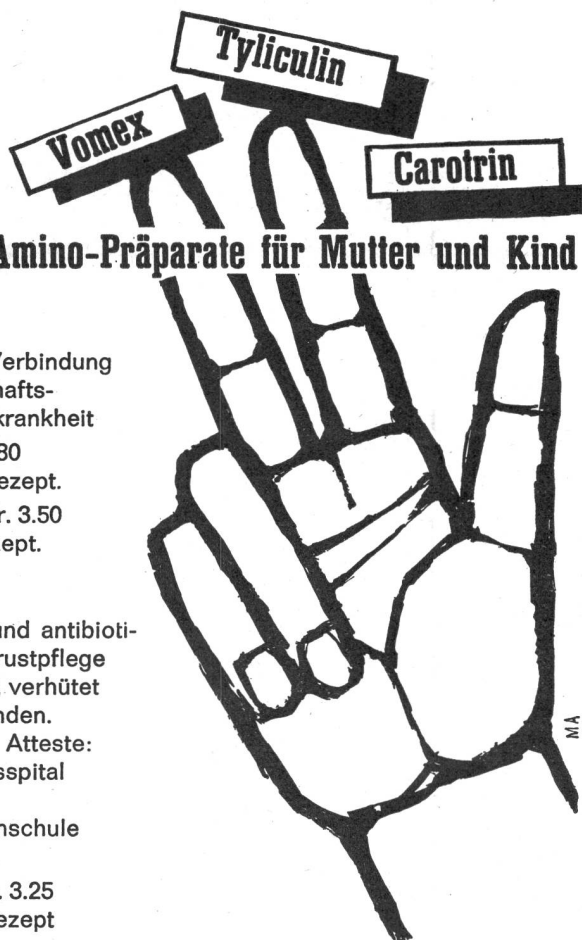 Tyliculin
Vomex
Carotrin
Amino-Präparate für Mutter und Kind
Verbindung
hafts-
krankheit
80
ezept.
r. 3.50
ept.
und antibioti-
rustpflege
verhütet
nden.
Atteste:
sspital
nschule
. 3.25
ezept
MA